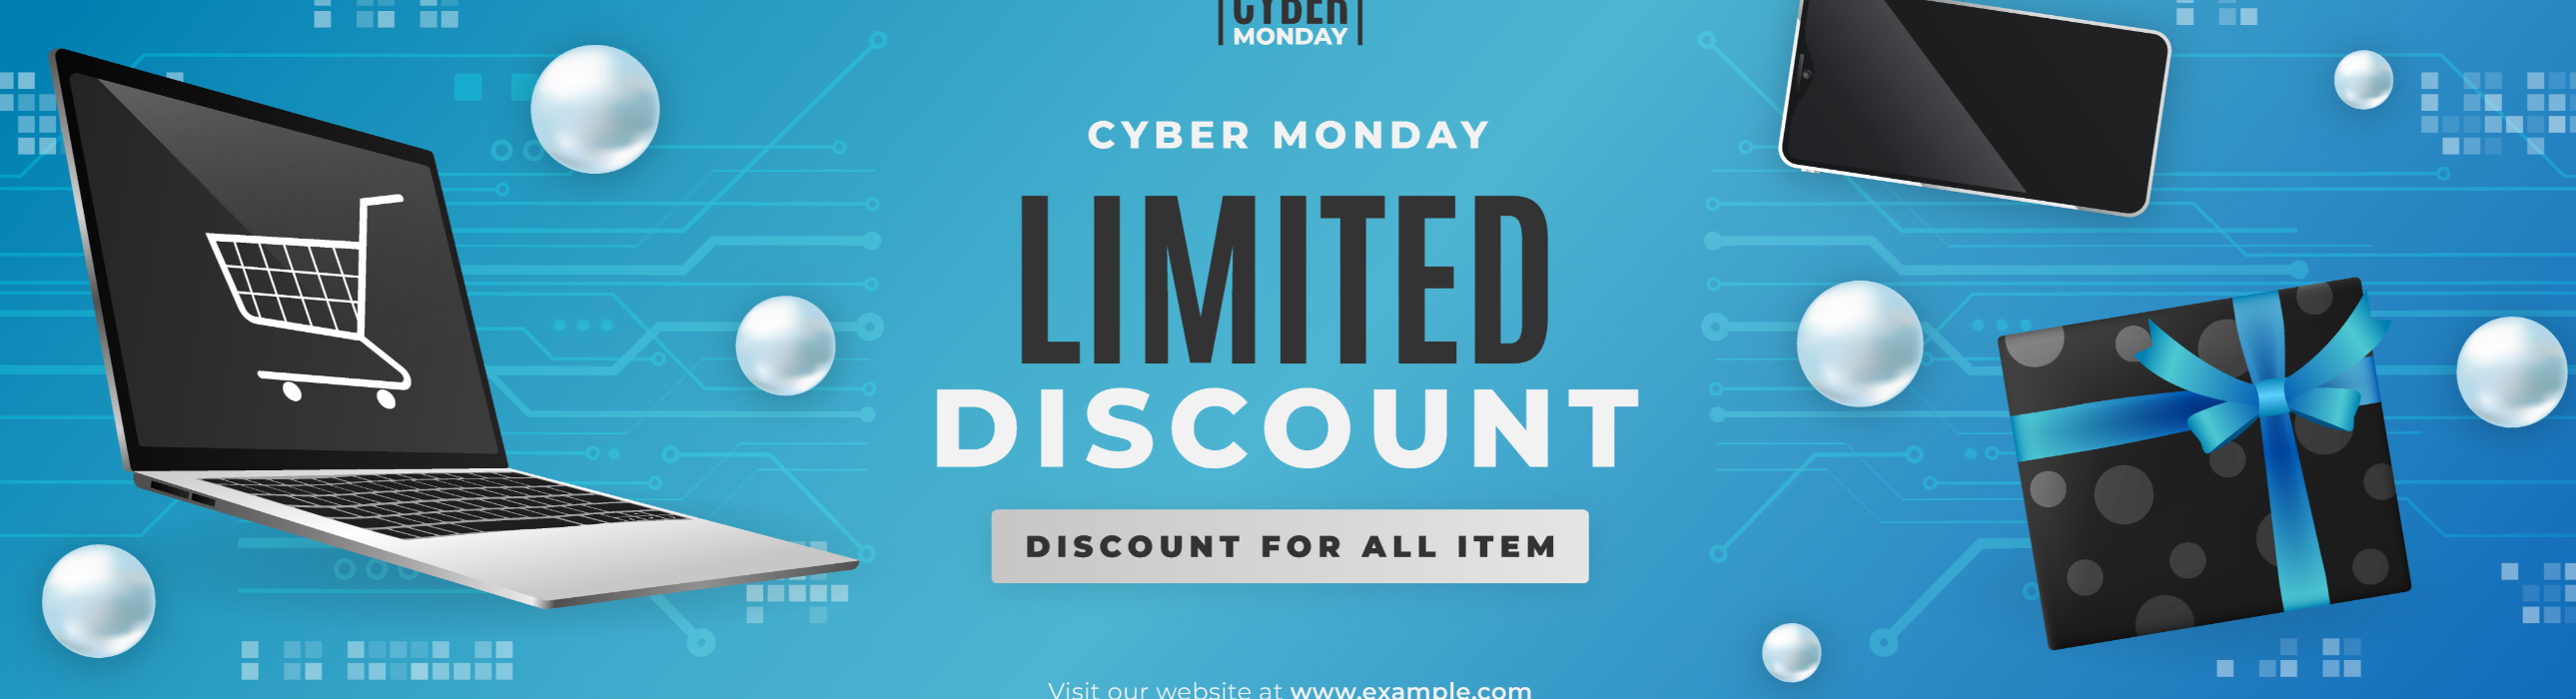 CYBER
MONDAY
CYBER MONDAY
LIMITED
DISCOUNT
DISCOUNT FOR ALL ITEM
Visit our website at www.example.com